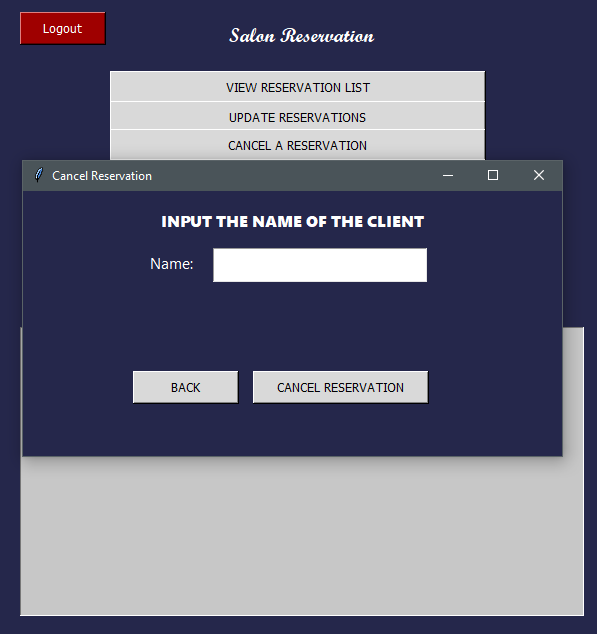 Logout
Salon Reservation
VIEW RESERVATION LIST
UPDATE RESERVATIONS
CANCEL A RESERVATION
Cancel Reservation
INPUT THE NAME OF THE CLIENT
Name:
BACK
CANCEL RESERVATION